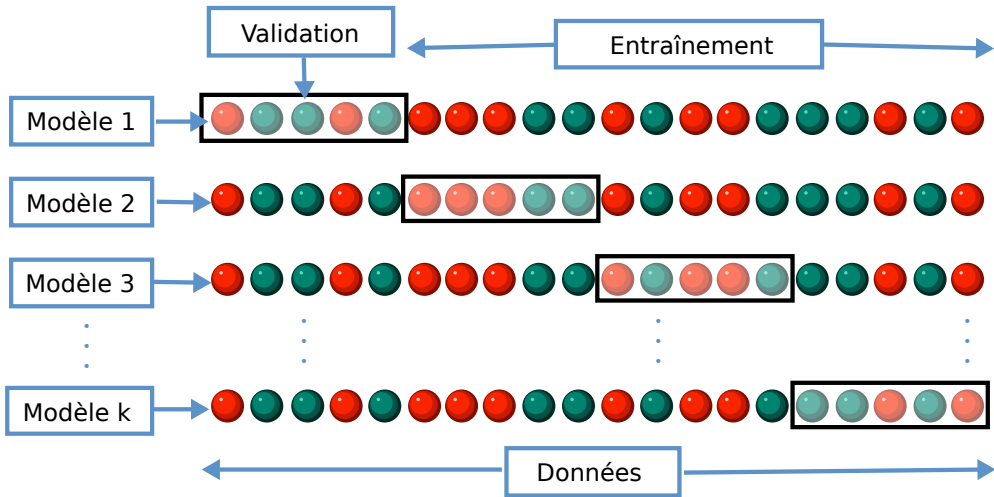 Validation
Entraînement
Modèle 1
Modèle 2
Modèle 3
Modèle k
Données